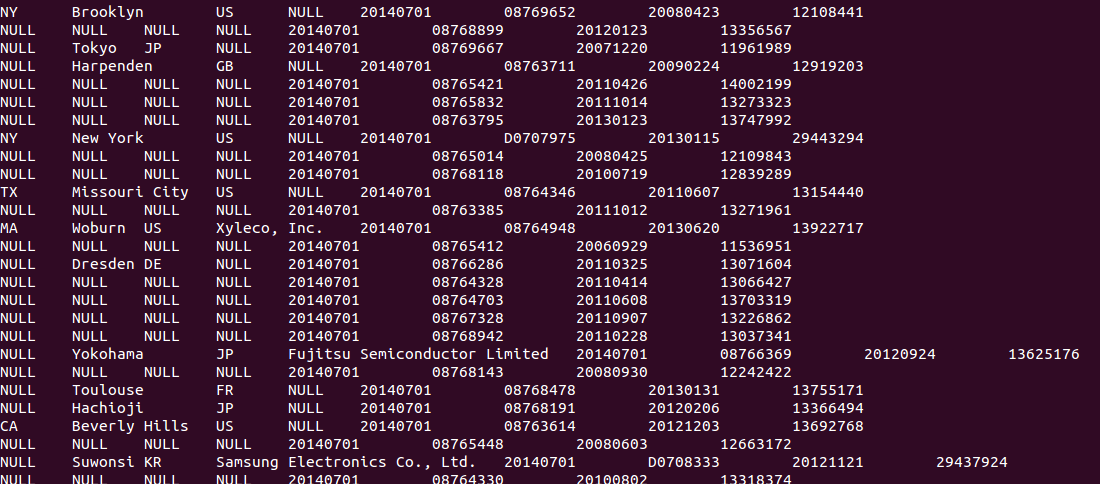 NY Brooklyn US NULL 20140701 08769652 20080423 12108441
NULL NULL NULL NULL 20140701 08768899 20120123 13356567
NULL Tokyo JP NULL 20140701 08769667 20071220 11961989
NULL Harpenden GB NULL 20140701 08763711 20090224 12919203
NULL NULL NULL NULL 20140701 08765421 20110426 14002199
NULL NULL NULL NULL 20140701 08765832 20111014 13273323
NULL NULL NULL NULL 20140701 08763795 20130123 13747992
NY New York US NULL 20140701 D0707975 20130115 29443294
NULL NULL NULL NULL 20140701 08765014 20080425 12109843
NULL NULL NULL NULL 20140701 08768118 20100719 12839289
TX Missouri City US NULL 20140701 08764346 20110607 13154440
NULL NULL NULL NULL 20140701 08763385 20111012 13271961
MA Woburn US Xyleco, Inc. 20140701 08764948 20130620 13922717
NULL NULL NULL NULL 20140701 08765412 20060929 11536951
NULL Dresden DE NULL 20140701 08766286 20110325 13071604
NULL NULL NULL NULL 20140701 08764328 20110414 13066427
NULL NULL NULL NULL 20140701 08764703 20110608 13703319
NULL NULL NULL NULL 20140701 08767328 20110907 13226862
NULL NULL NULL NULL 20140701 08768942 20110228 13037341
NULL Yokohama JP Fujitsu Semiconductor Limited 20140701 08766369 20120924 13625176
NULL NULL NULL NULL 20140701 08768143 20080930 12242422
NULL Toulouse FR NULL 20140701 08768478 20130131 13755171
NULL Hachioji JP NULL 20140701 08768191 20120206 13366494
CA Beverly Hills US NULL 20140701 08763614 20121203 13692768
NULL NULL NULL NULL 20140701 08765448 20080603 12663172
NULL Suwonsi KR Samsung Electronics Co., Ltd. 20140701 D0708333 20121121 29437924
NULL NULL NULL NULL 20140701 08764330 20100802 13318374